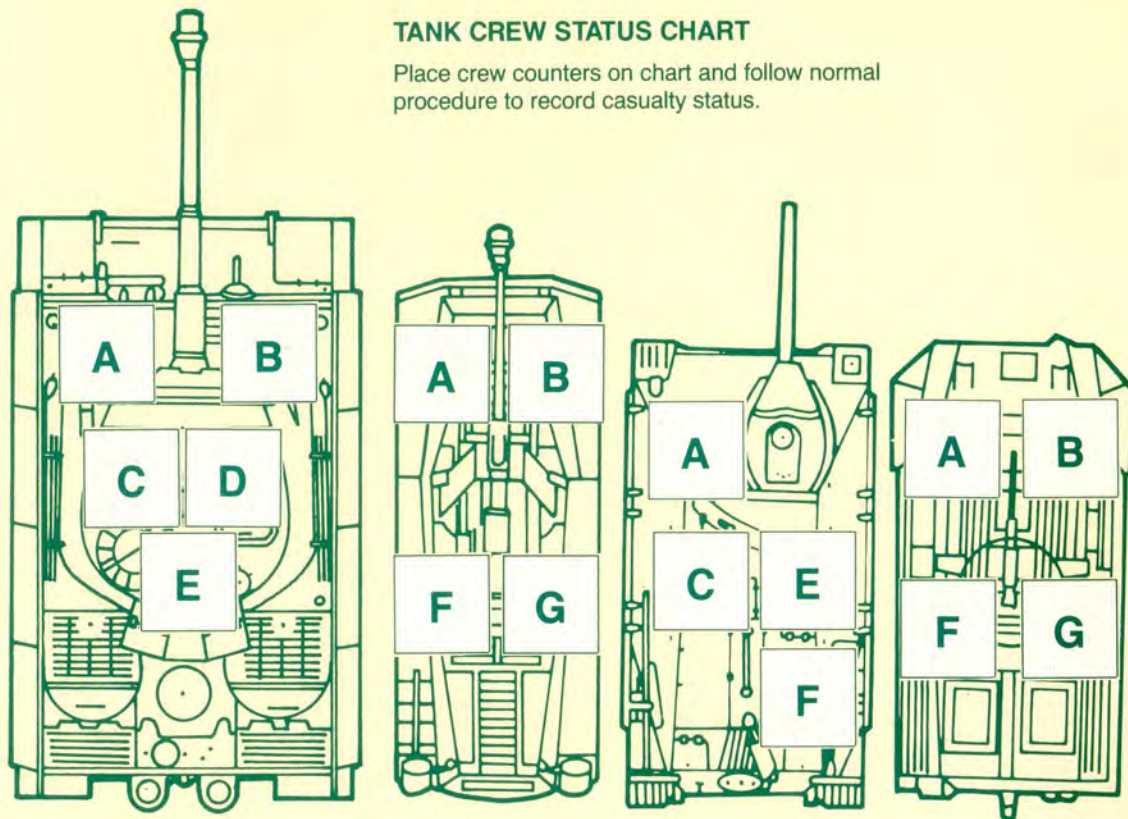 TANK CREW STATUS CHART
Place crew counters on chart and follow normal
procedure to record casualty status.
A B
C D
E
A B
F G
A
C E
F
A B
F G